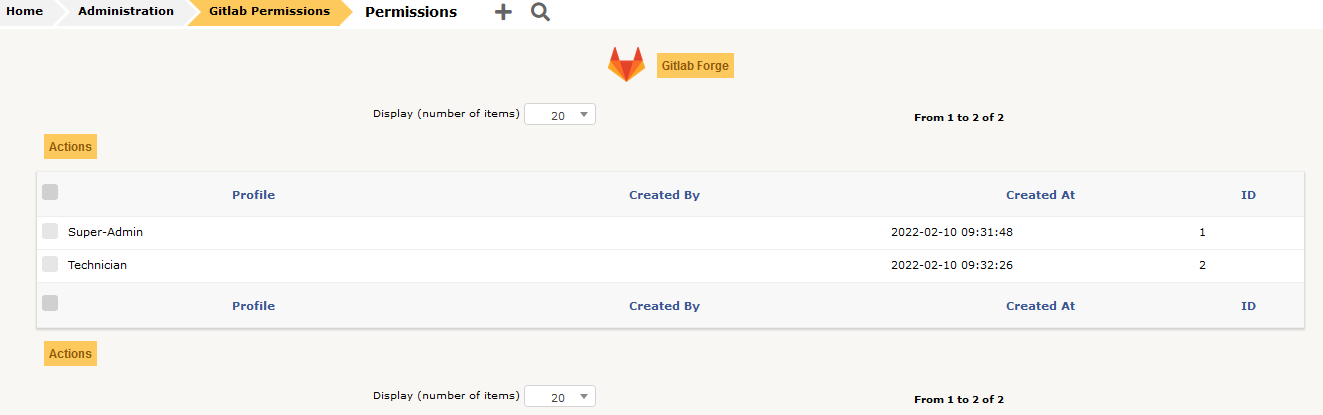 Home Administration Gitlab Permissions Permissions
Gitlab Forge
Display (number of items) 20 From 1 to 2 of 2
Actions
Profile Created By Created At ID
Super-Admin 2022-02-10 09:31:48 1
Technician 2022-02-10 09:32:26 2
Profile Created By Created At ID
Actions
Display (number of items) 20 From 1 to 2 of 2